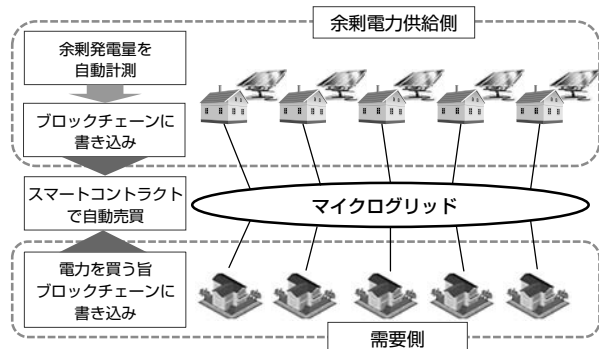 余剰電力供給側
余剰発電量を
自動計測
ブロックチェーンに
書き込み
スマートコントラクト
で自動売買
マイクログリッド
電力を買う旨
ブロックチェーンに
書き込み
需要側